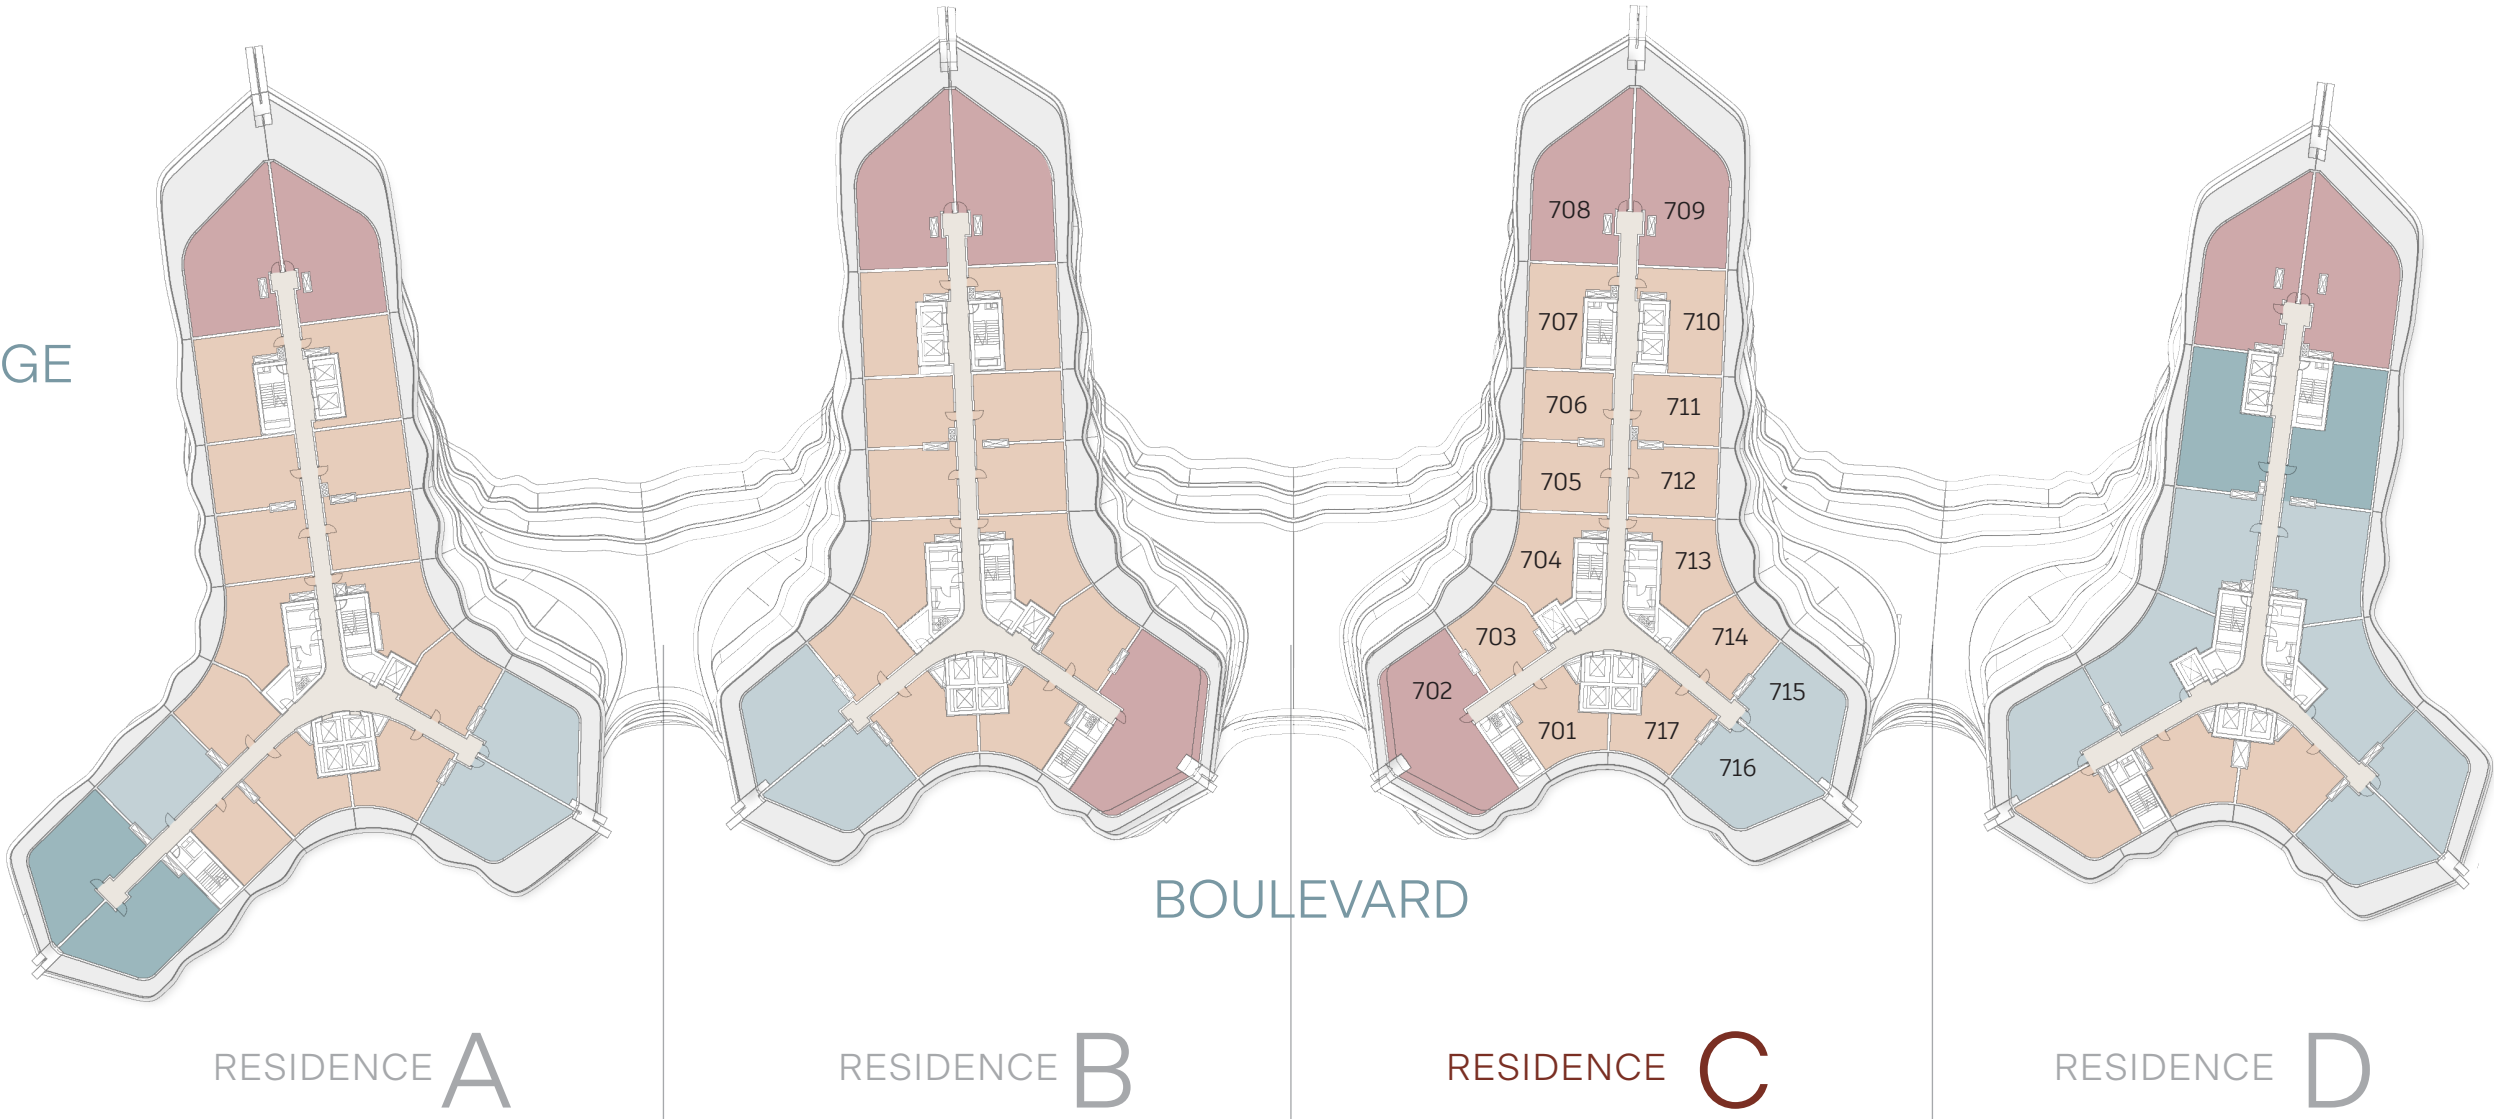 708 709
GE
707 710
706 711
705 712
704 713
703 714
702 715
701 717
716
BOULEVARD
RESIDENCE A
RESIDENCE B
RESIDENCE C
RESIDENCE D